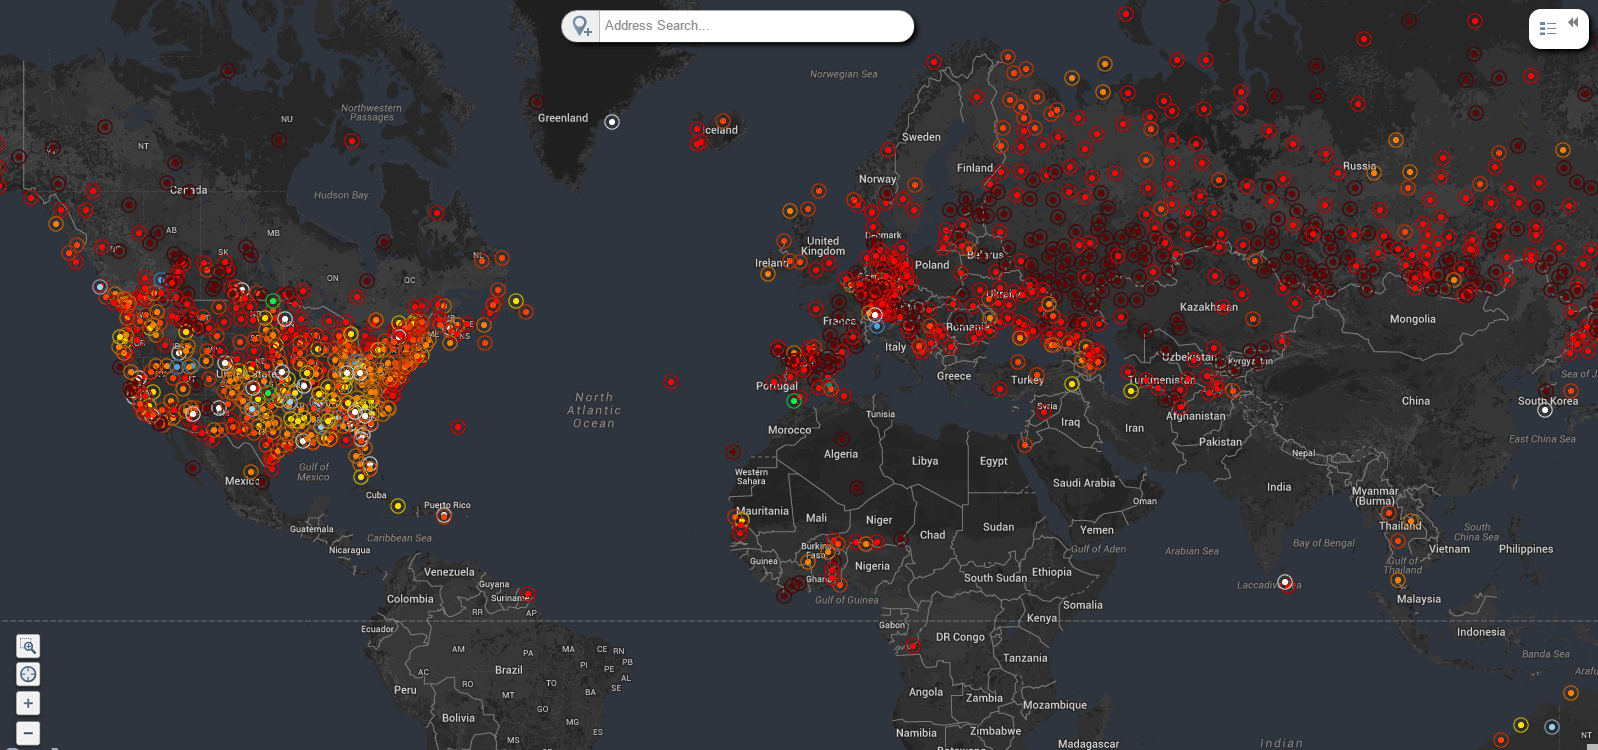 Address Search...
Norwegian Sea
Greenland
Northwestern
Passages
NU
Iceland
Sweden
NT
Finland
Russia
Norway
Canada
Hudson Bay
AB
MB
SK
United
Kingdom
Denmark
NL
Ireland
Poland
Belarus
ON
QC
Ukraine
Kazakhstan
Mongolia
France
Romania
ME
NS
Italy
Uzbekistan
Kyrgyzstan
Greece
Turkey
Turkmenistan
Portugal
China
South Korea
North
Atlantic
Ocean
Syria
Tunisia
Afghanistan
Iraq
Iran
Morocco
Pakistan
East China Sea
Algeria
Libya
Egypt
Nepal
Gulf of
Mexico
Western
Sahara
Mexico
Saudi Arabia
India
Myanmar
(Burma)
Cuba
Oman
Puerto Rico
Mauritania
Mali
Niger
Chad
Sudan
Yemen
Thailand
South
China Sea
Guatemala
Caribbean Sea
Nicaragua
Burkina
Faso
Gulf of Aden
Arabian Sea
Bay of Bengal
Vietnam
Philippines
Guinea
Nigeria
Gulf of
Thailand
Venezuela
Ghana
South Sudan
Ethiopia
Guyana
Colombia
Suriname
Gulf of Guinea
Somalia
Laccadive Sea
Malaysia
RR
AP
Ecuador
Gabon
Kenya
DR Congo
Indonesia
AM
PA
MA
CE
RN
Tanzania
Banda Sea
PI
PB
PE
AC
Brazil
AL
RO
TO
SE
Peru
MT
BA
Angola
Zambia
Mozambique
GO
Bolivia
MG
ES
Namibia
Zimbabwe
NT
MS
Madagascar
Indian